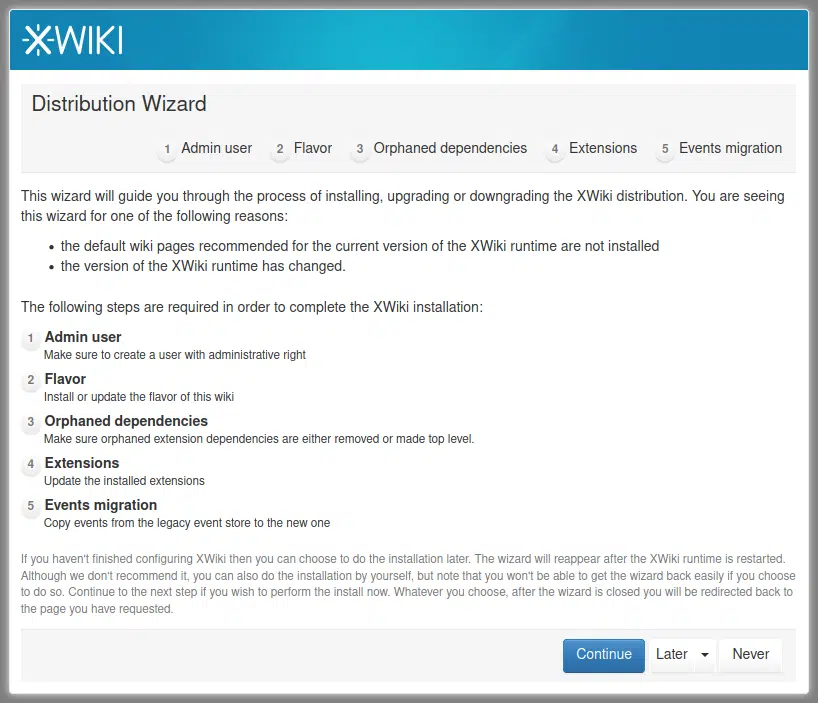 XWIKI
Distribution Wizard
1 Admin user 2 Flavor 3 Orphaned dependencies 4 Extensions 5 Events migration
This wizard will guide you through the process of installing, upgrading or downgrading the XWiki distribution. You are seeing
this wizard for one of the following reasons:
• the default wiki pages recommended for the current version of the XWiki runtime are not installed
• the version of the XWiki runtime has changed.
The following steps are required in order to complete the XWiki installation:
1 Admin user
Make sure to create a user with administrative right
2 Flavor
Install or update the flavor of this wiki
3 Orphaned dependencies
Make sure orphaned extension dependencies are either removed or made top level.
4 Extensions
Update the installed extensions
5 Events migration
Copy events from the legacy event store to the new one
If you haven't finished configuring XWiki then you can choose to do the installation later. The wizard will reappear after the XWiki runtime is restarted.
Although we don't recommend it, you can also do the installation by yourself, but note that you won't be able to get the wizard back easily if you choose
to do so. Continue to the next step if you wish to perform the install now. Whatever you choose, after the wizard is closed you will be redirected back to
the page you have requested.
Continue Later Never